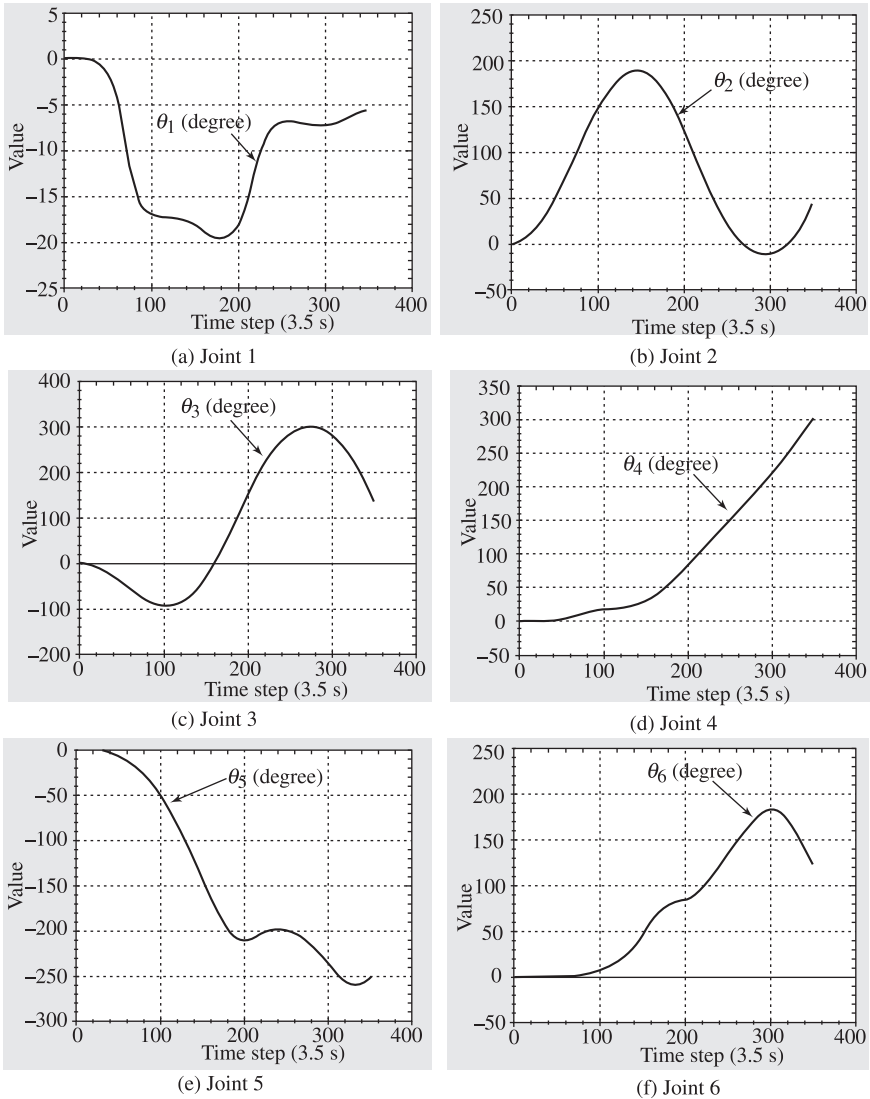 5
0
−5
−10
−15
−20
−25
Value
θ1 (degree)
0 100 200 300 400
Time step (3.5 s)
(a) Joint 1
250
200
150
100
50
0
−50
Value
θ2 (degree)
0 100 200 300 400
Time step (3.5 s)
(b) Joint 2
400
300
200
100
0
−100
−200
Value
θ3 (degree)
0 100 200 300 400
Time step (3.5 s)
(c) Joint 3
350
300
250
200
150
100
50
0
−50
Value
θ4 (degree)
0 100 200 300 400
Time step (3.5 s)
(d) Joint 4
0
−50
−100
−150
−200
−250
−300
Value
θ5 (degree)
0 100 200 300 400
Time step (3.5 s)
(e) Joint 5
250
200
150
100
50
0
−50
Value
θ6 (degree)
0 100 200 300 400
Time step (3.5 s)
(f) Joint 6